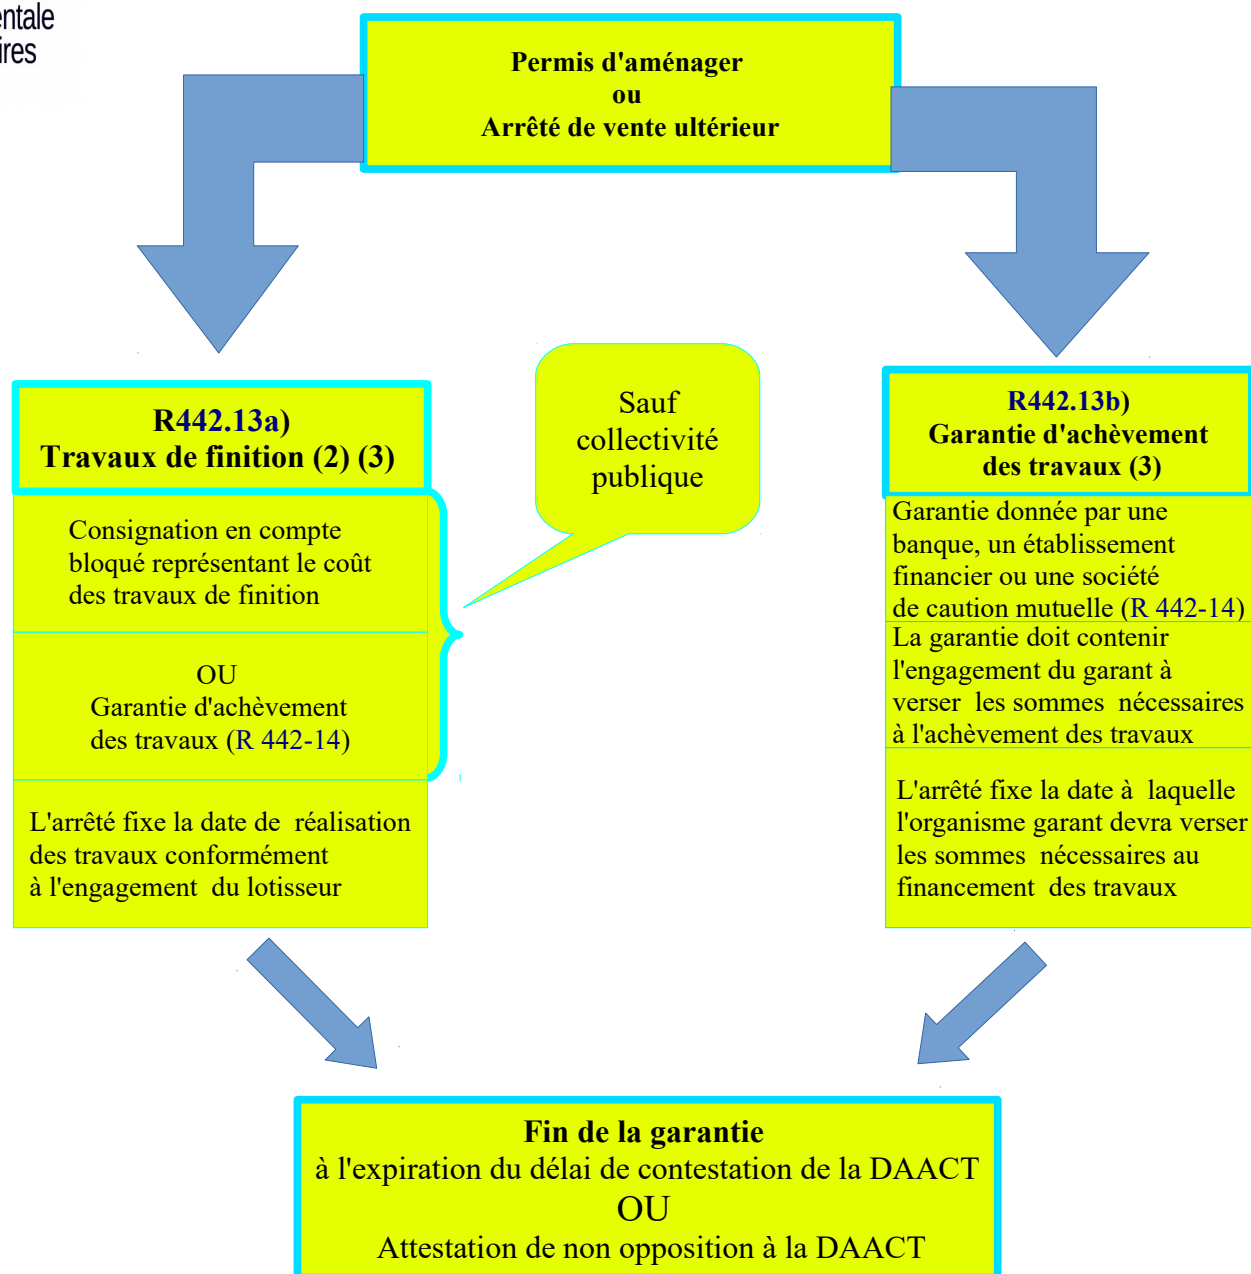 entale
ires
Permis d'aménager
ou
Arrêté de vente ultérieur
R442.13a)
Travaux de finition (2) (3)
Consignation en compte
bloqué représentant le coût
des travaux de finition
OU
Garantie d'achèvement
des travaux (R 442-14)
L'arrêté fixe la date de réalisation
des travaux conformément
à l'engagement du lotisseur
Sauf
collectivité
publique
R442.13b)
Garantie d'achèvement
des travaux (3)
Garantie donnée par une
banque, un établissement
financier ou une société
de caution mutuelle (R 442-14)
La garantie doit contenir
l'engagement du garant à
verser les sommes nécessaires
à l'achèvement des travaux
L'arrêté fixe la date à laquelle
l'organisme garant devra verser
les sommes nécessaires au
financement des travaux
Fin de la garantie
à l'expiration du délai de contestation de la DAACT
OU
Attestation de non opposition à la DAACT